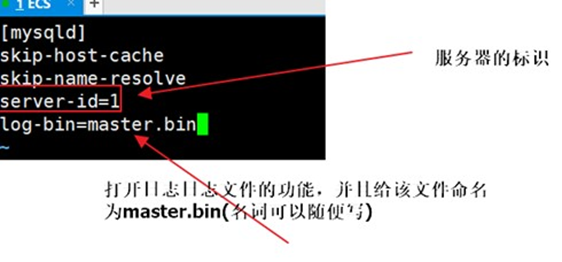 1 ECS
[mysqld]
skip-host-cache
skip-name-resolve
server-id=1
log-bin=master.bin
~
服务器的标识
打开日志日志文件的功能，并且给该文件命名
为master.bin(名词可以随便写)